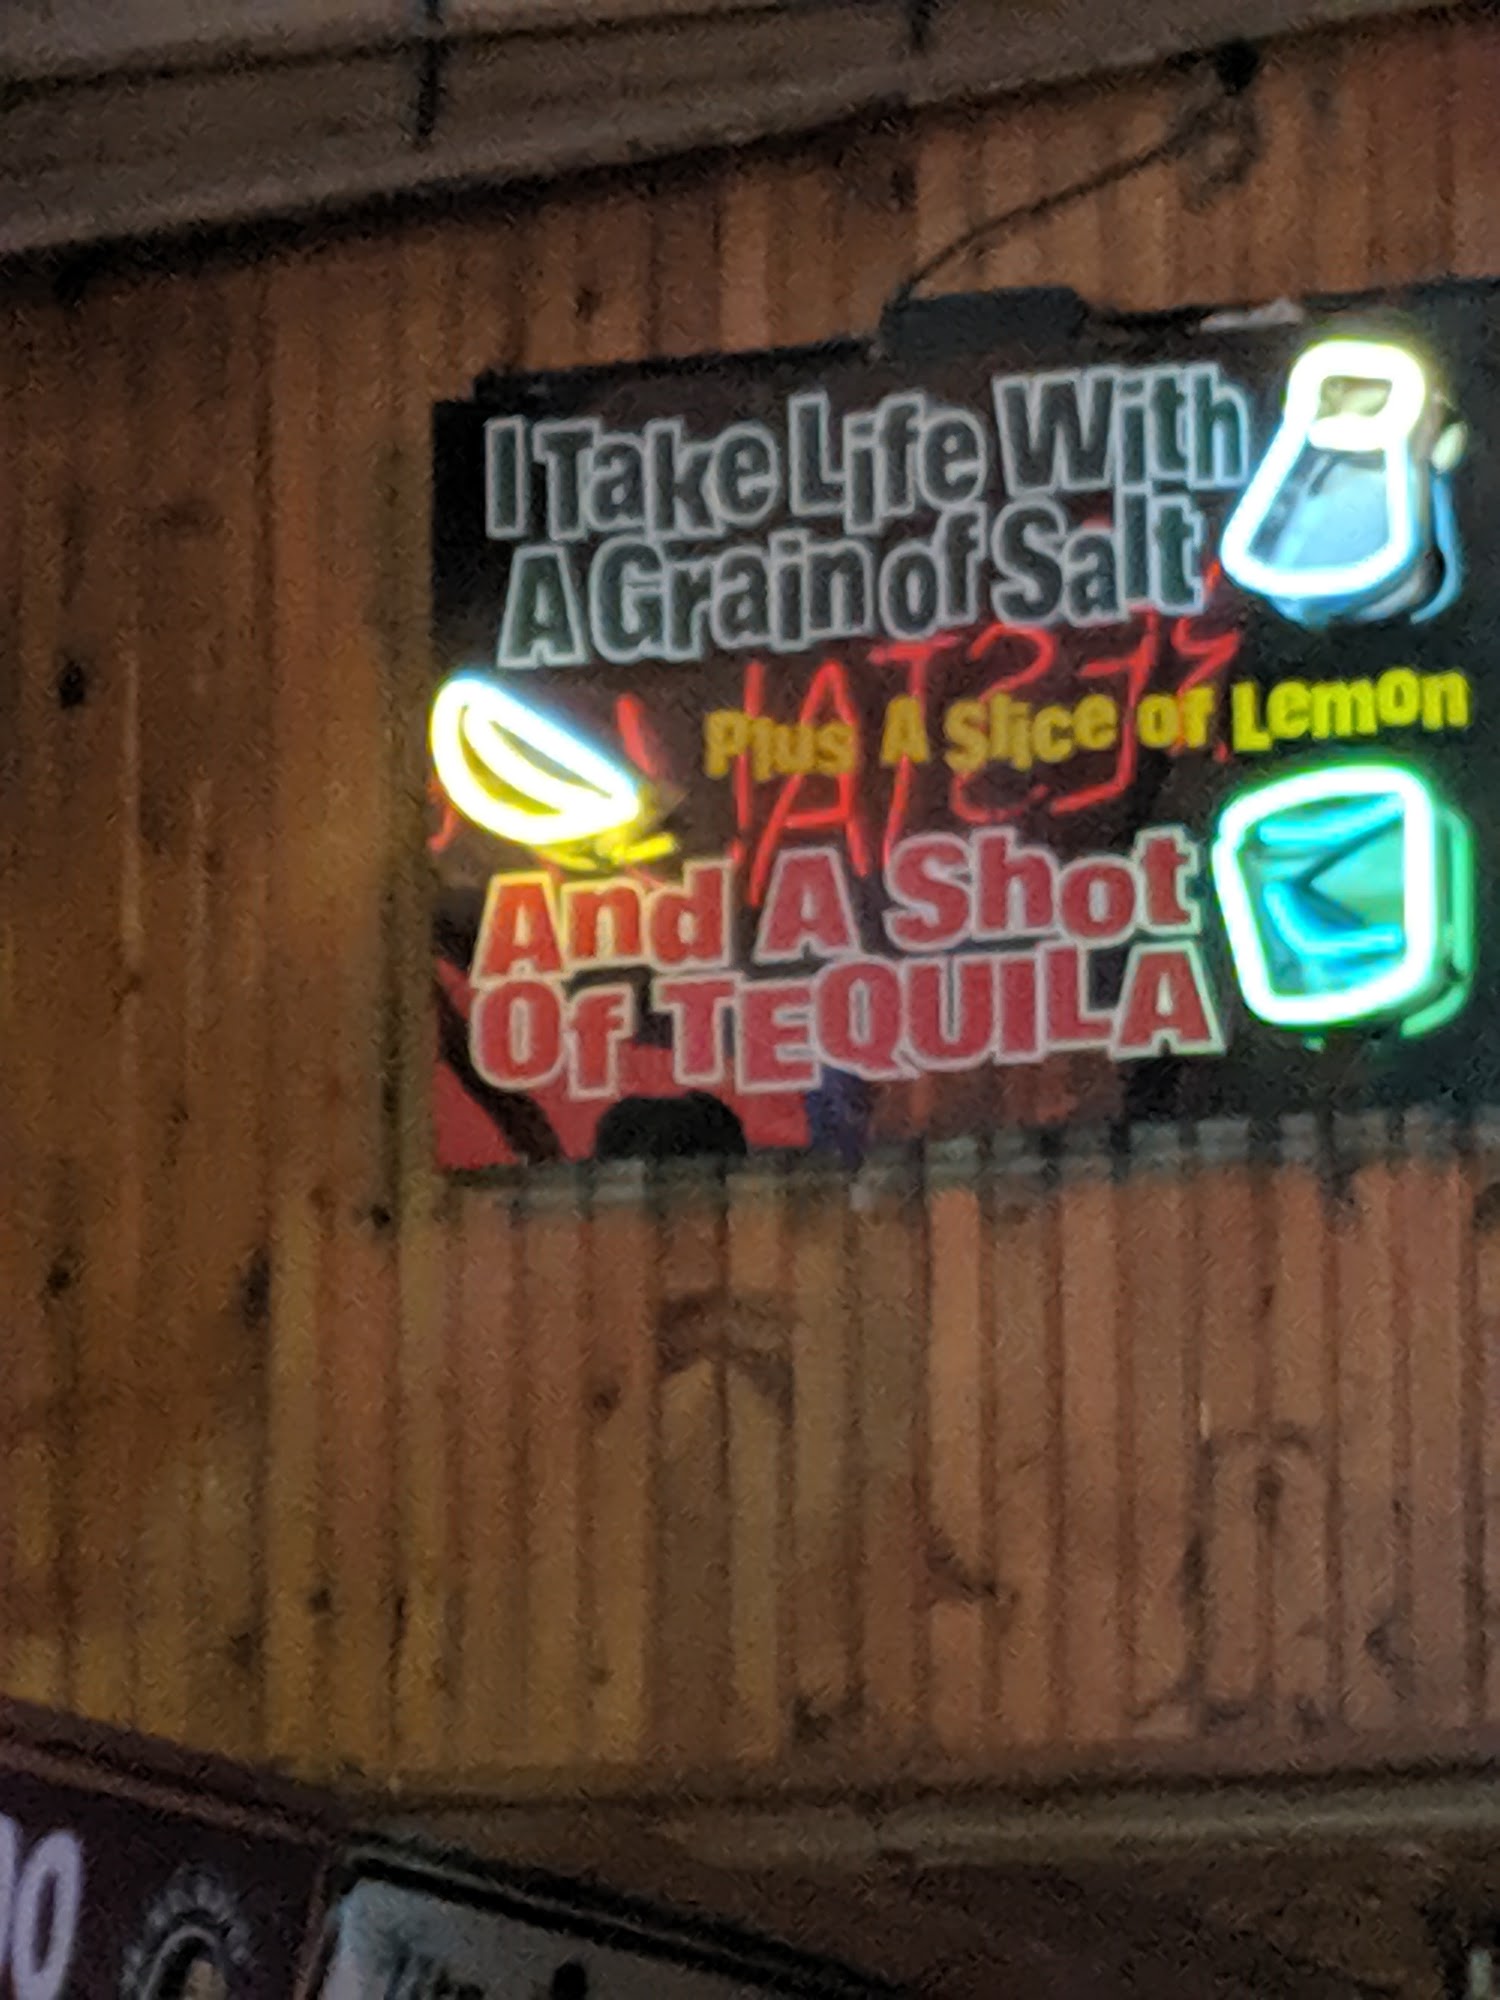 I Take Life With
A Grain of Salt
Plus A Slice of Lemon
And A Shot
Of TEQUILA